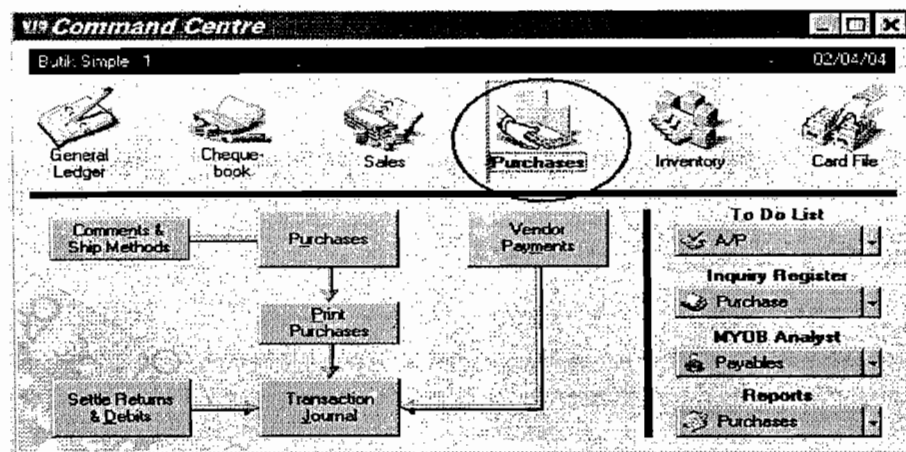 Command Centre
Butik Simple 1
02/04/04
General
Ledger
Cheque-
book
Sales
Purchases
Inventory
Card File
Comments &
Ship Methods
Purchases
Vendor
Payments
Print
Purchases
Settle Returns
& Debits
Transaction
Journal
To Do List
A/P
Inquiry Register
Purchase
MYOB Analyst
Payables
Reports
Purchases